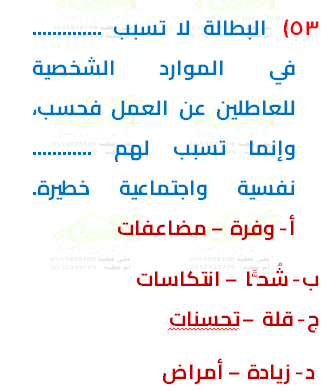 ٥٣) البطالة لا تسبب ..............
في الموارد الشخصية
للعاطلين عن العمل فحسب،
وإنما تسبب لهم ............
نفسية واجتماعية خطيرة.
أ- وفرة – مضاعفات
ب- شُحًّا – انتكاسات
ج- قلة – تحسنات
د- زيادة – أمراض